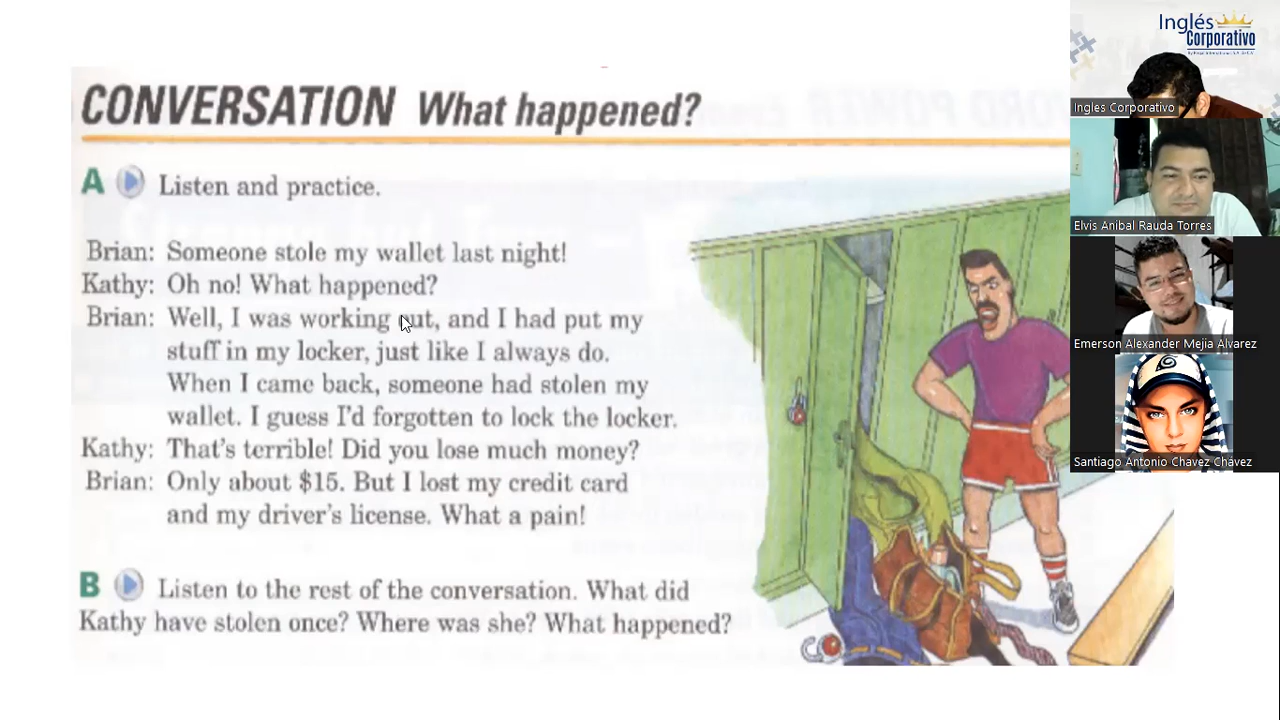 CONVERSATION What happened?
A Listen and practice.
Brian: Someone stole my wallet last night!
Kathy: Oh no! What happened?
Brian: Well, I was working out, and I had put my
stuff in my locker, just like I always do.
When I came back, someone had stolen my
wallet. I guess I'd forgotten to lock the locker.
Kathy: That's terrible! Did you lose much money?
Brian: Only about $15. But I lost my credit card
and my driver's license. What a pain!
B Listen to the rest of the conversation. What did
Kathy have stolen once? Where was she? What happened?
Inglés
Corporativo
Ingles Corporativo
Elvis Anibal Rauda Torres
Emerson Alexander Mejia Alvarez
Santiago Antonio Chavez Chávez